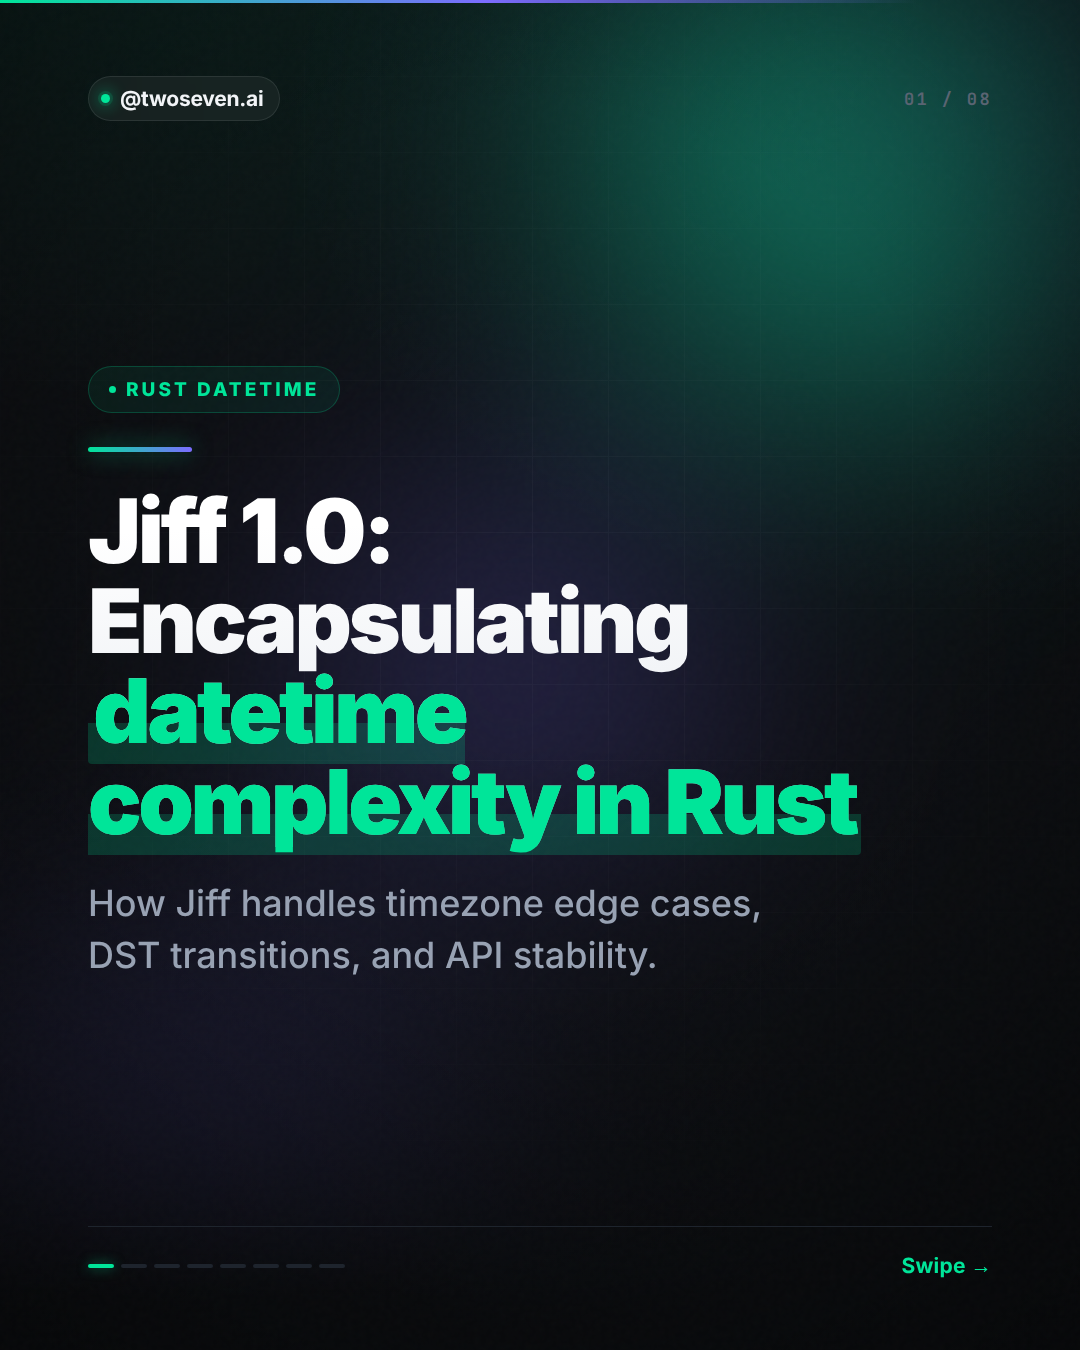 @twoseven.ai
01 / 08
RUST DATETIME
Jiff 1.0:
Encapsulating
datetime
complexity in Rust
How Jiff handles timezone edge cases,
DST transitions, and API stability.
Swipe →